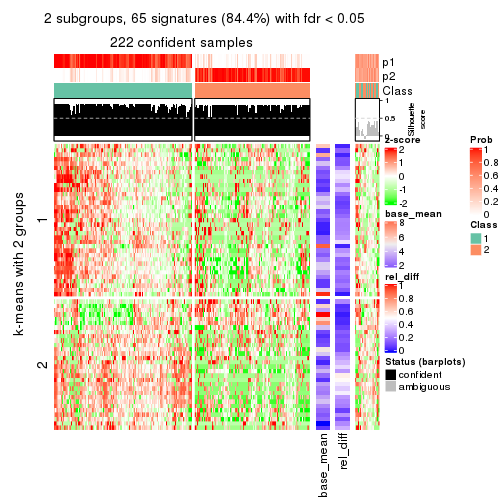 2 subgroups, 65 signatures (84.4%) with fdr < 0.05
222 confident samples
p1
p2
Class
1
0.5
0
Silhouette
score
k-means with 2 groups
1
2
base_mean
rel_diff
z-score
2
1
0
-1
-2
base_mean
8
6
4
2
rel_diff
1
0.8
0.6
0.4
0.2
0
Status (barplots)
confident
ambiguous
Prob
1
0.8
0.6
0.4
0.2
0
Class
1
2